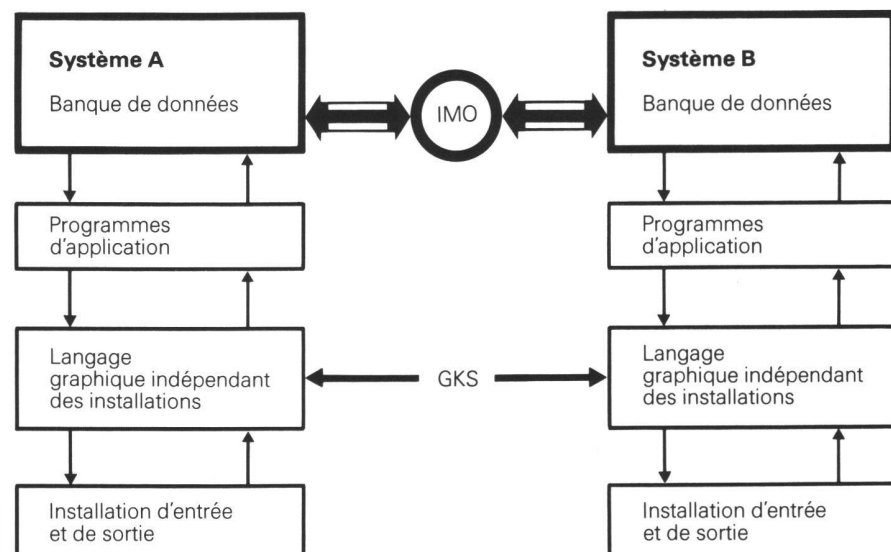 Système A
Banque de données
IMO
Système B
Banque de données
Programmes
d'application
Programmes
d'application
Langage
graphique indépendant
des installations
GKS
Langage
graphique indépendant
des installations
Installation d'entrée
et de sortie
Installation d'entrée
et de sortie